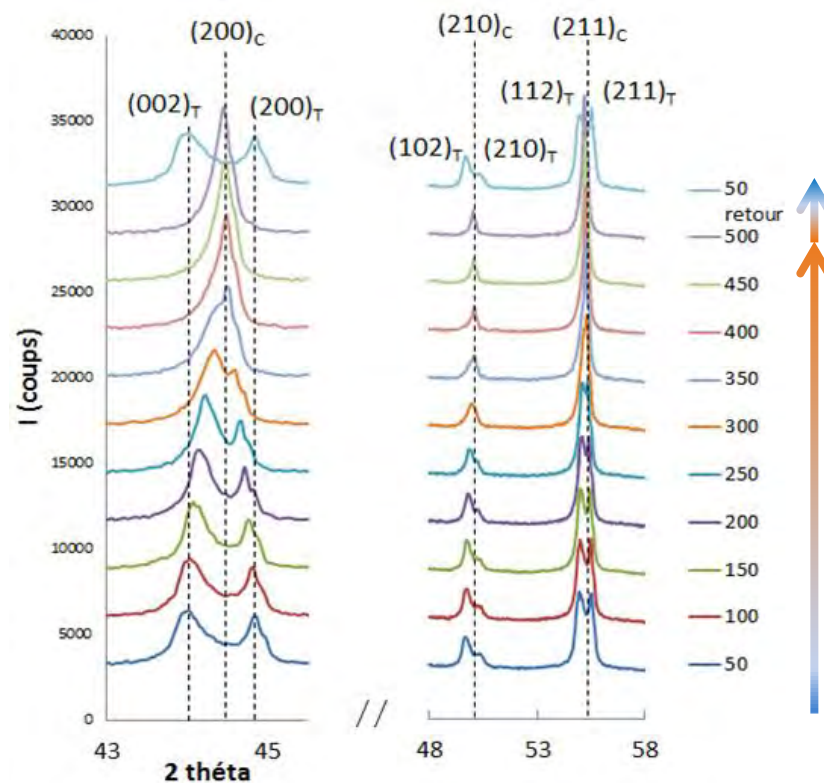 40000
35000
30000
25000
20000
15000
10000
5000
0
I (coups)
(200)C
(002)T
(200)T
(210)C
(211)C
(112)T
(211)T
(102)T
(210)T
50
retour
500
450
400
350
300
250
200
150
100
50
43
45
//
48
53
58
2 théta